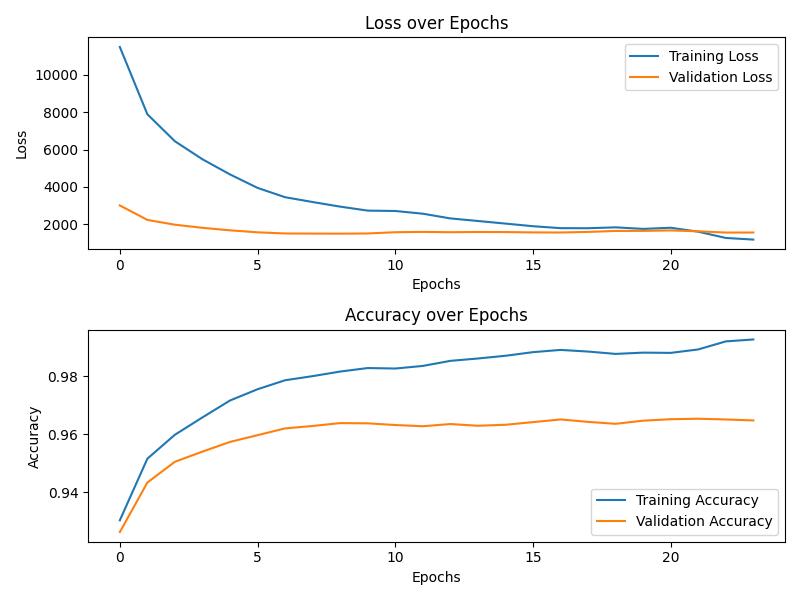 Loss over Epochs
Training Loss
Validation Loss
10000
8000
6000
4000
2000
Loss
0 5 10 15 20
Epochs
Accuracy over Epochs
0.98
0.96
0.94
Accuracy
Training Accuracy
Validation Accuracy
0 5 10 15 20
Epochs